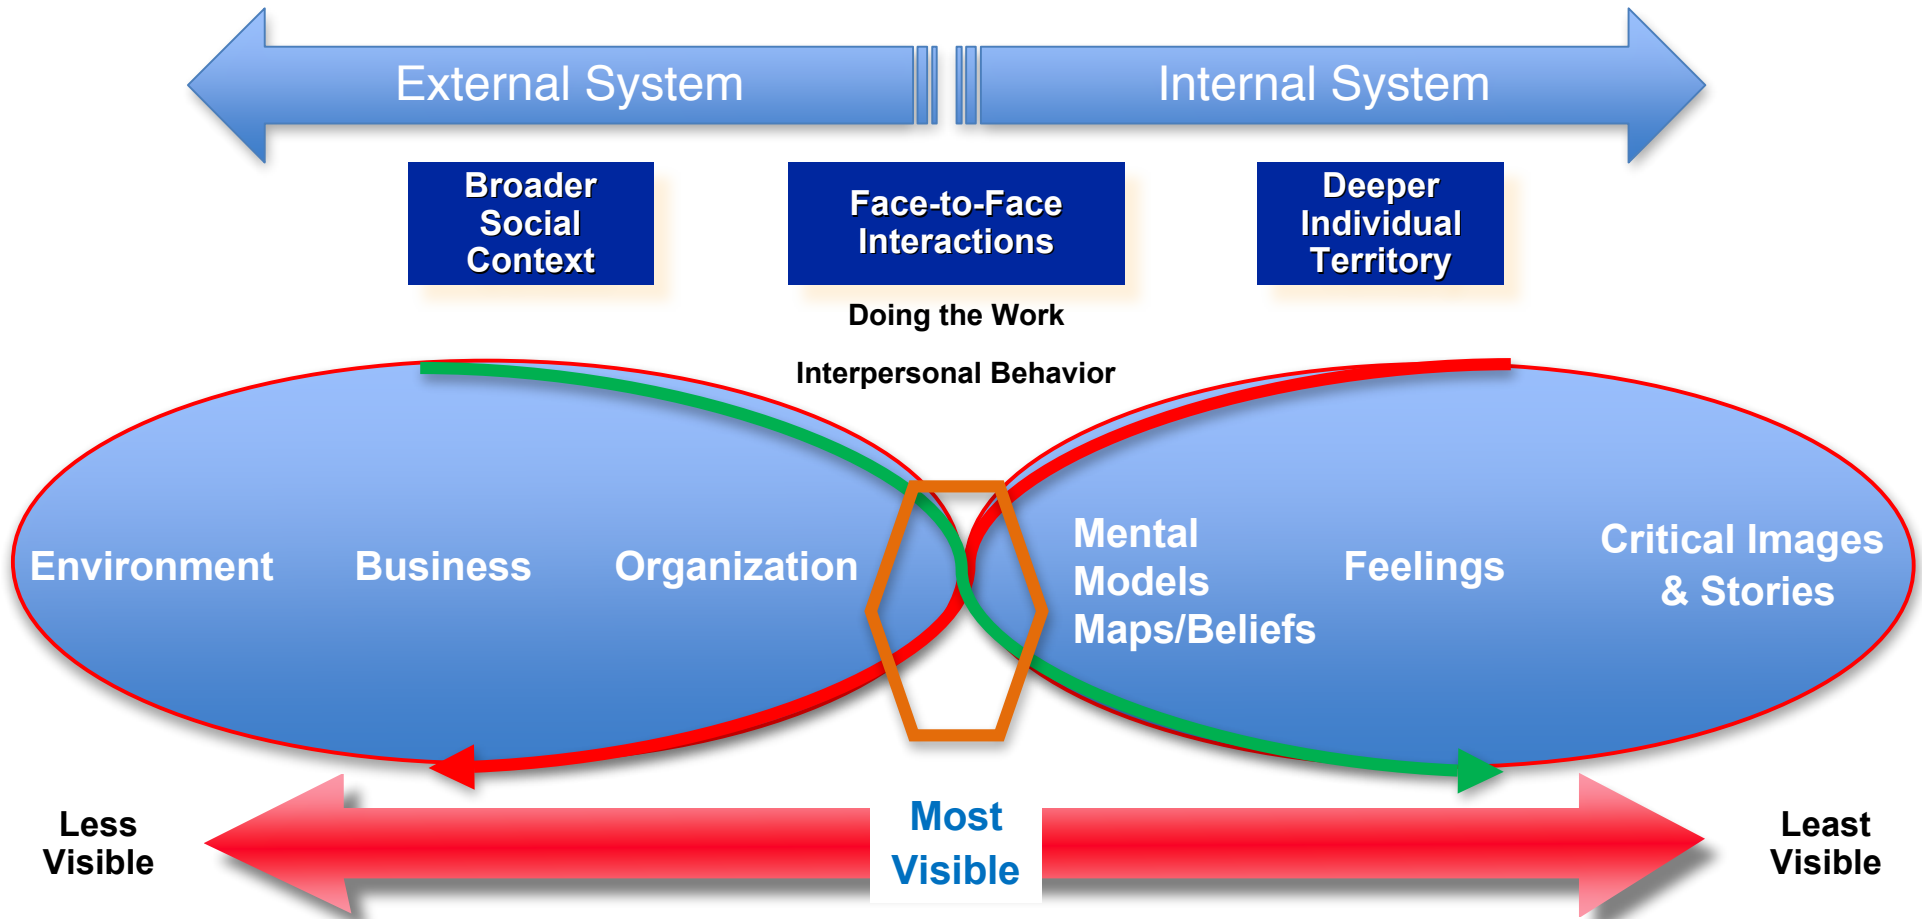 External System
Internal System
Broader
Social
Context
Face-to-Face
Interactions
Deeper
Individual
Territory
Doing the Work
Interpersonal Behavior
Environment
Business
Organization
Mental
Models
Maps/Beliefs
Feelings
Critical Images
& Stories
Less
Visible
Most
Visible
Least
Visible